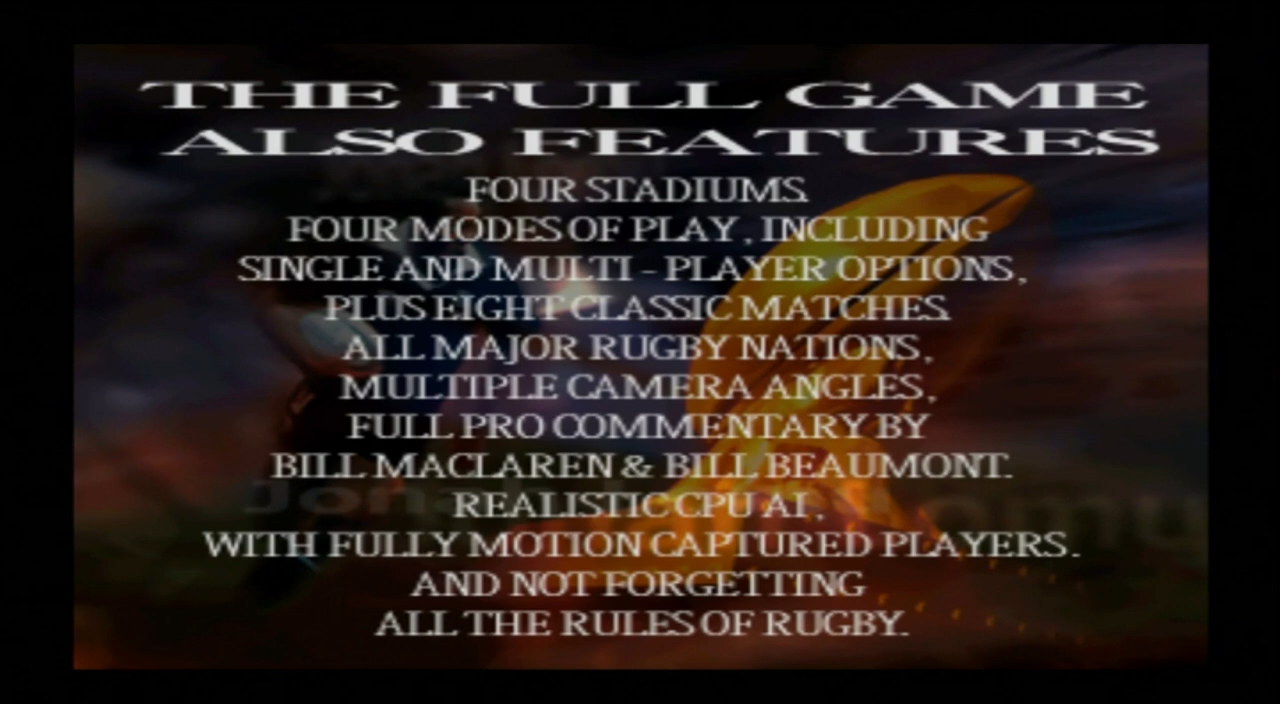 THE FULL GAME
ALSO FEATURES
FOUR STADIUMS.
FOUR MODES OF PLAY, INCLUDING
SINGLE AND MULTI-PLAYER OPTIONS,
PLUS EIGHT CLASSIC MATCHES.
ALL MAJOR RUGBY NATIONS,
MULTIPLE CAMERA ANGLES,
FULL PRO COMMENTARY BY
BILL MACLAREN & BILL BEAUMONT.
REALISTIC CPU AI,
WITH FULLY MOTION CAPTURED PLAYERS.
AND NOT FORGETTING
ALL THE RULES OF RUGBY.